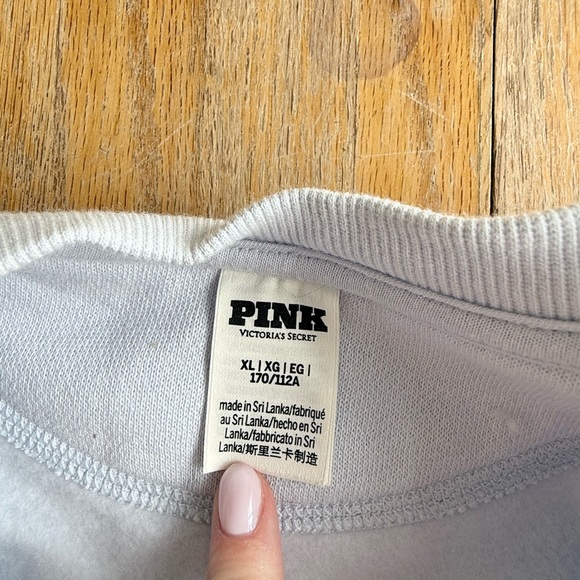 PINK
VICTORIA'S SECRET
XL | XG | EG |
170/112A
made in Sri Lanka/fabriqué
au Sri Lanka/hecho en Sri
Lanka/fabbricato in Sri
Lanka/斯里兰卡制造